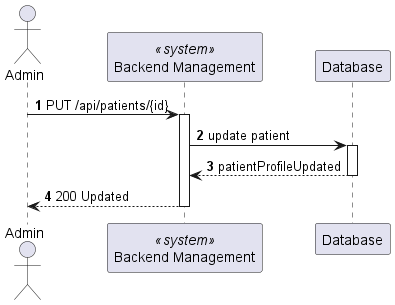 «system»
Admin
Backend Management
Database
1 PUT /api/patients/{id}
2 update patient
3 patientProfileUpdated
4 200 Updated
Admin
«system»
Backend Management
Database